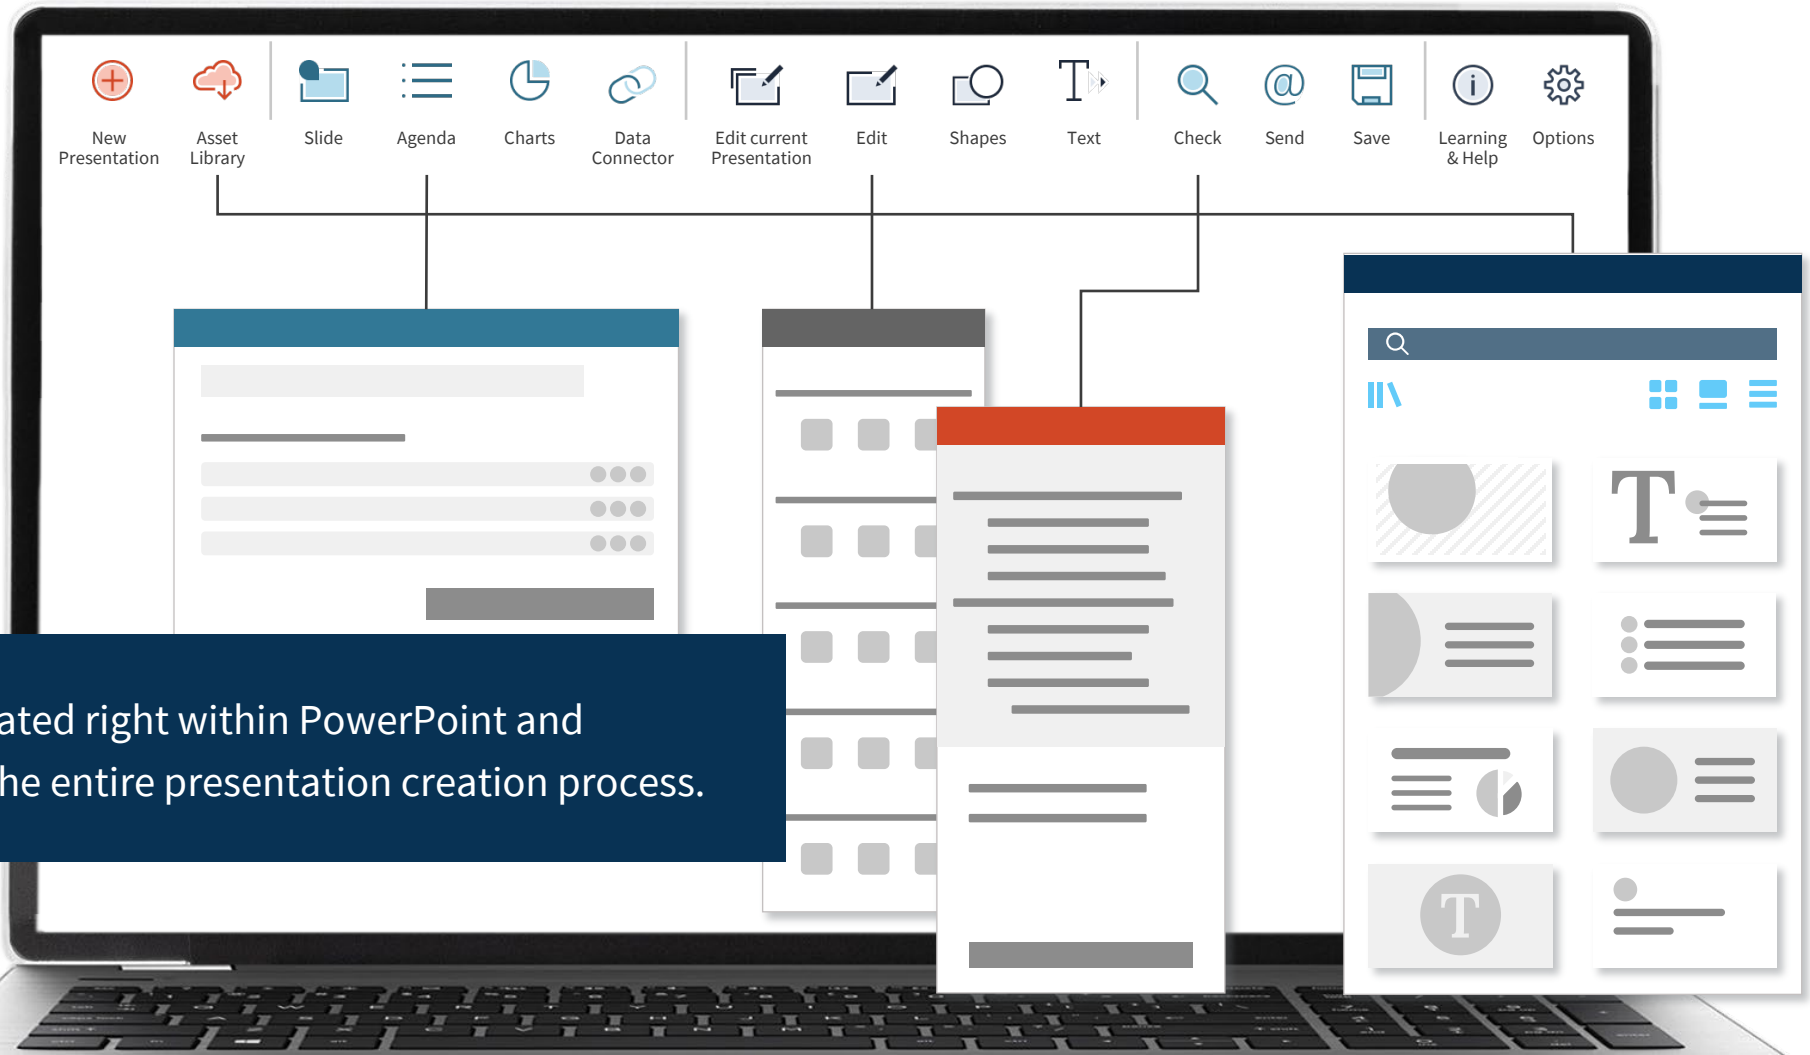 New
Presentation
Asset
Library
Slide
Agenda
Charts
Data
Connector
Edit current
Presentation
Edit
Shapes
Text
Check
Send
Save
Learning
& Help
Options
T
T
ated right within PowerPoint and
he entire presentation creation process.